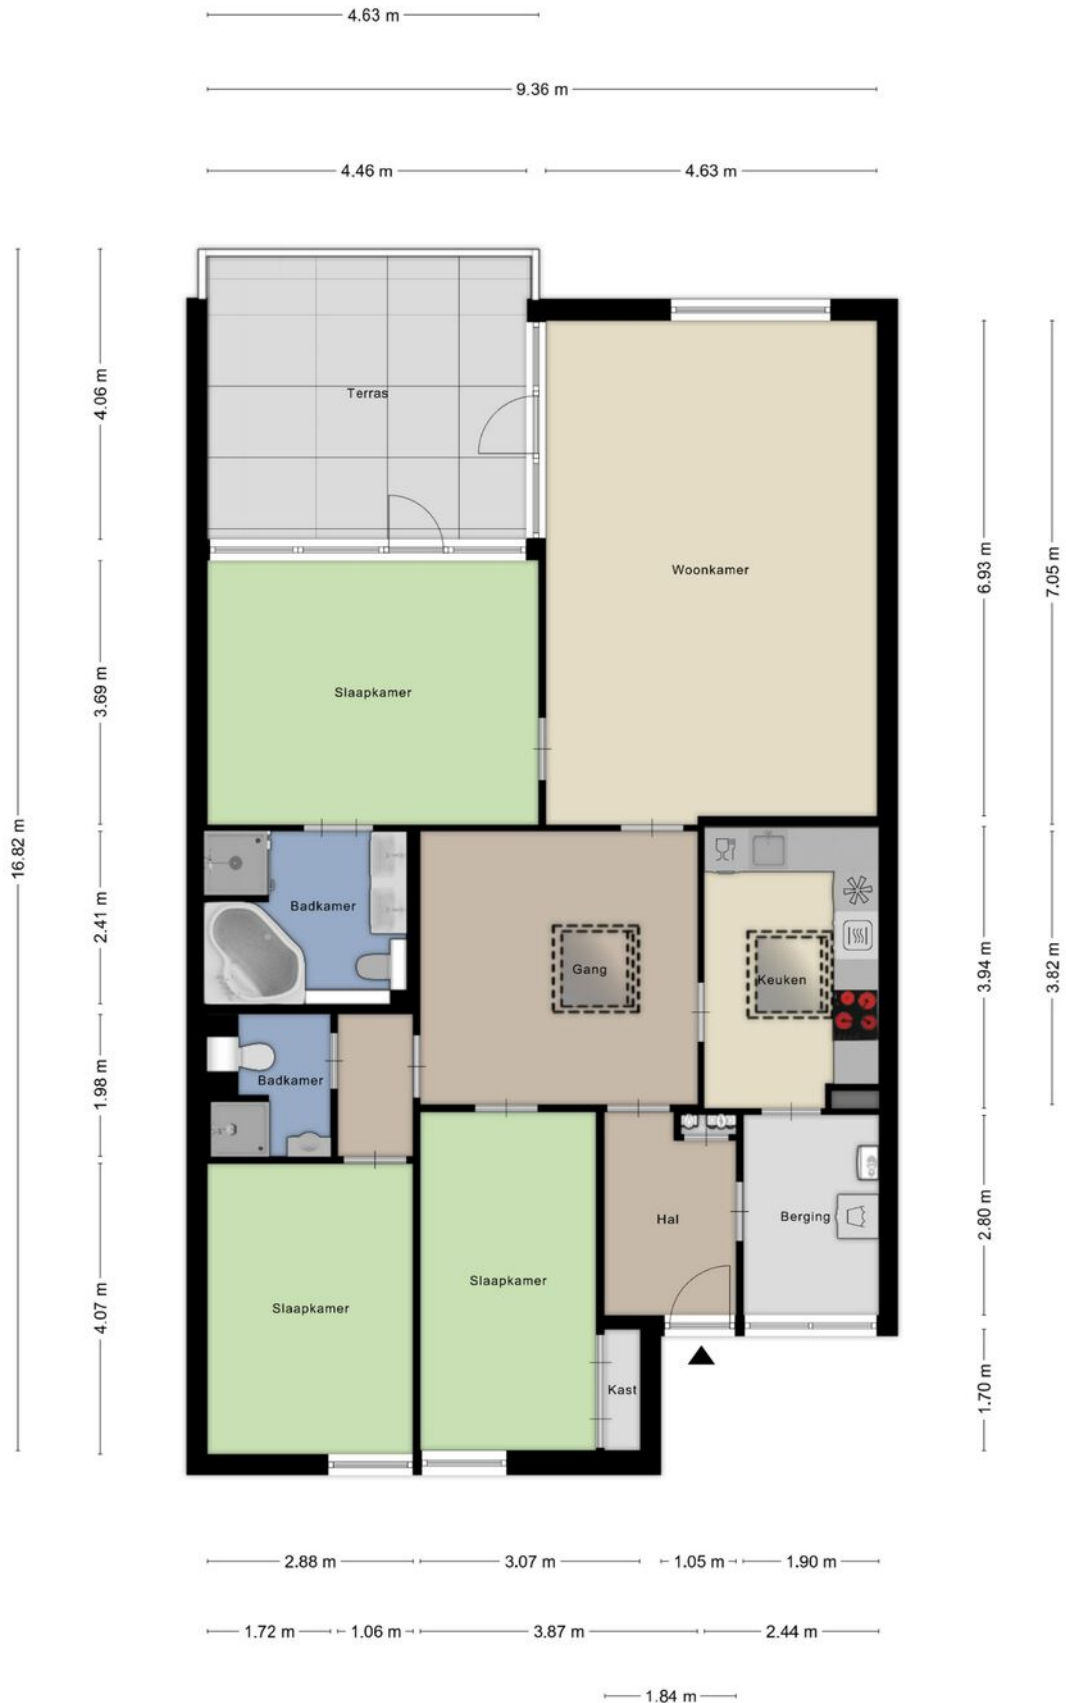 4.63 m
9.36 m
4.46 m
4.63 m
4.06 m
Terras
6.93 m
7.05 m
Woonkamer
3.69 m
Slaapkamer
16.82 m
2.41 m
Badkamer
Gang
Keuken
3.94 m
3.82 m
1.98 m
Badkamer
2.80 m
Hal
Berging
4.07 m
Slaapkamer
Slaapkamer
Kast
1.70 m
2.88 m
3.07 m
1.05 m
1.90 m
1.72 m
1.06 m
3.87 m
2.44 m
1.84 m